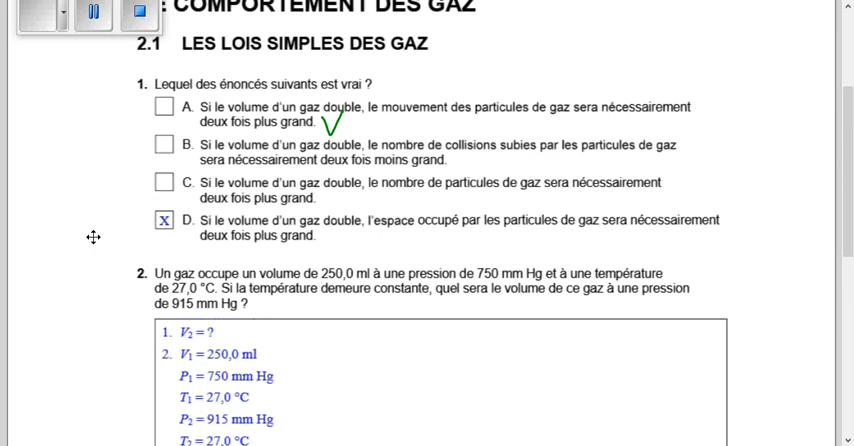 COMPORTEMENT DES GAZ
2.1 LES LOIS SIMPLES DES GAZ
1. Lequel des énoncés suivants est vrai ?
A. Si le volume d'un gaz double, le mouvement des particules de gaz sera nécessairement
deux fois plus grand.
B. Si le volume d'un gaz double, le nombre de collisions subies par les particules de gaz
sera nécessairement deux fois moins grand.
C. Si le volume d'un gaz double, le nombre de particules de gaz sera nécessairement
deux fois plus grand.
X D. Si le volume d'un gaz double, l'espace occupé par les particules de gaz sera nécessairement
deux fois plus grand.
2. Un gaz occupe un volume de 250,0 ml à une pression de 750 mm Hg et à une température
de 27,0 °C. Si la température demeure constante, quel sera le volume de ce gaz à une pression
de 915 mm Hg ?
1. V2 = ?
2. V1 = 250,0 ml
P1 = 750 mm Hg
T1 = 27,0 °C
P2 = 915 mm Hg
T2 = 27,0 °C